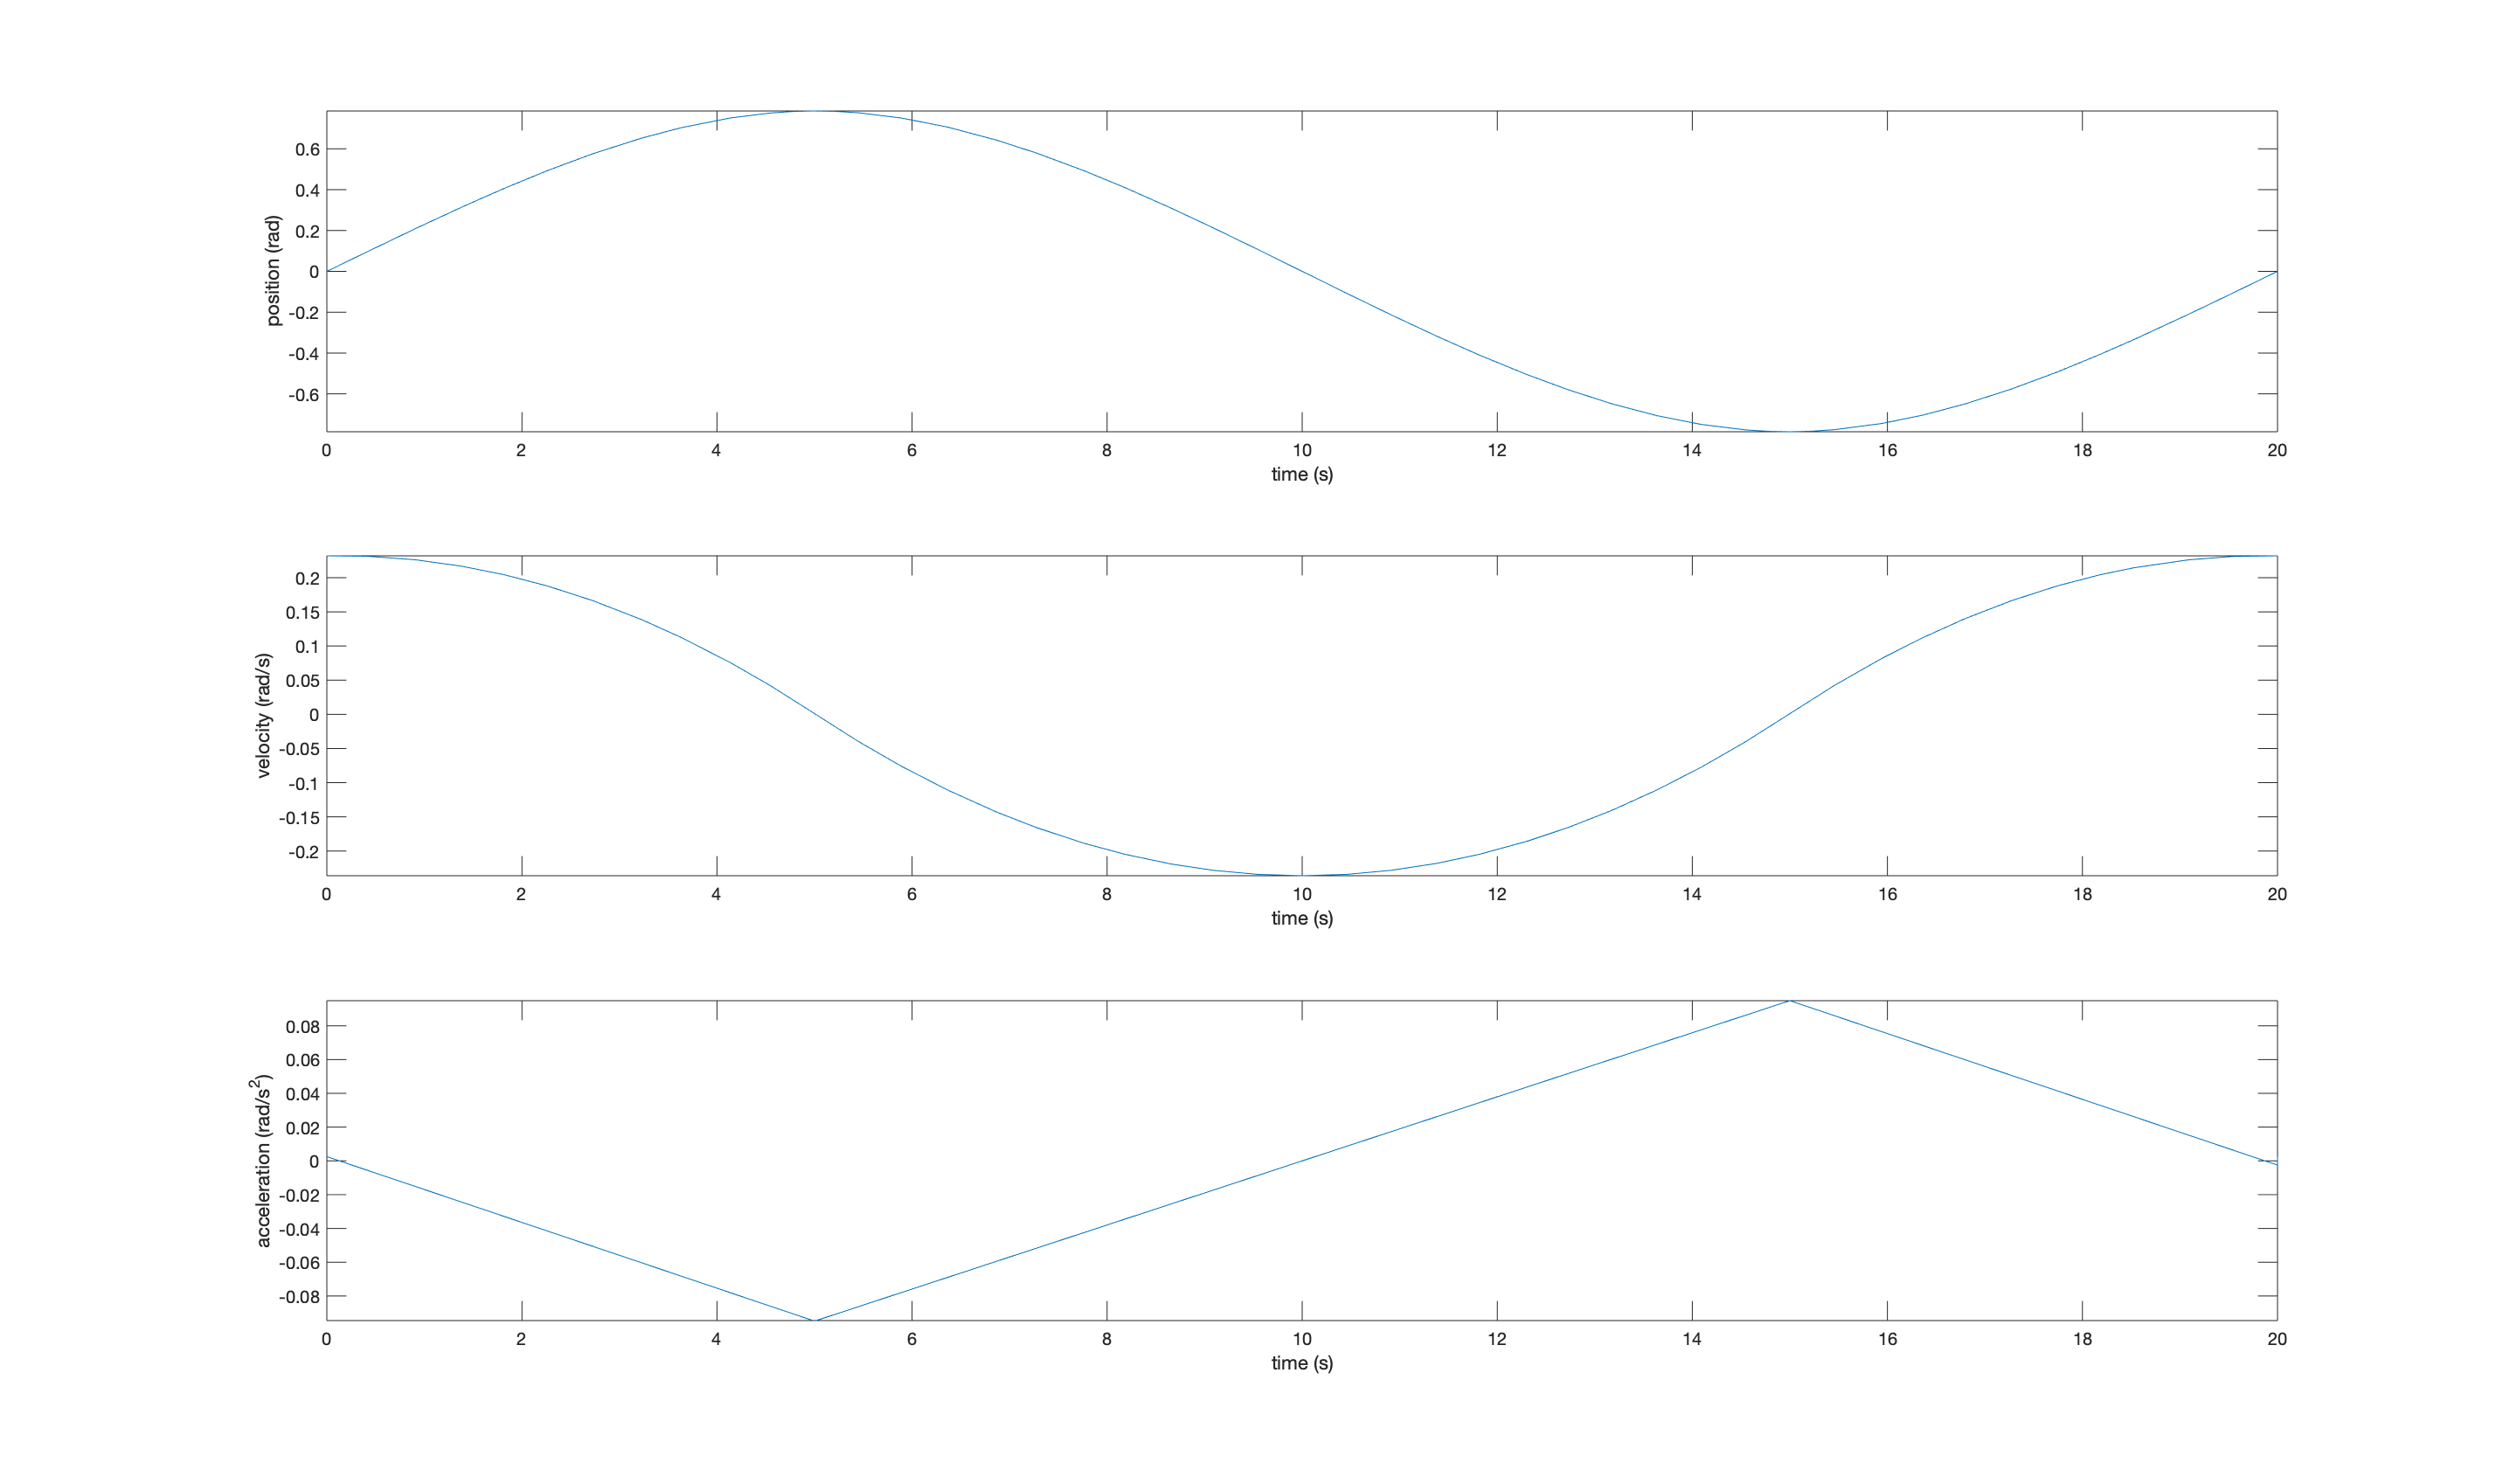 0.6
0.4
0.2
0
-0.2
-0.4
-0.6
position (rad)
0 2 4 6 8 10 12 14 16 18 20
time (s)
0.2
0.15
0.1
0.05
0
-0.05
-0.1
-0.15
-0.2
velocity (rad/s)
0 2 4 6 8 10 12 14 16 18 20
time (s)
0.08
0.06
0.04
0.02
0
-0.02
-0.04
-0.06
-0.08
acceleration (rad/s²)
0 2 4 6 8 10 12 14 16 18 20
time (s)